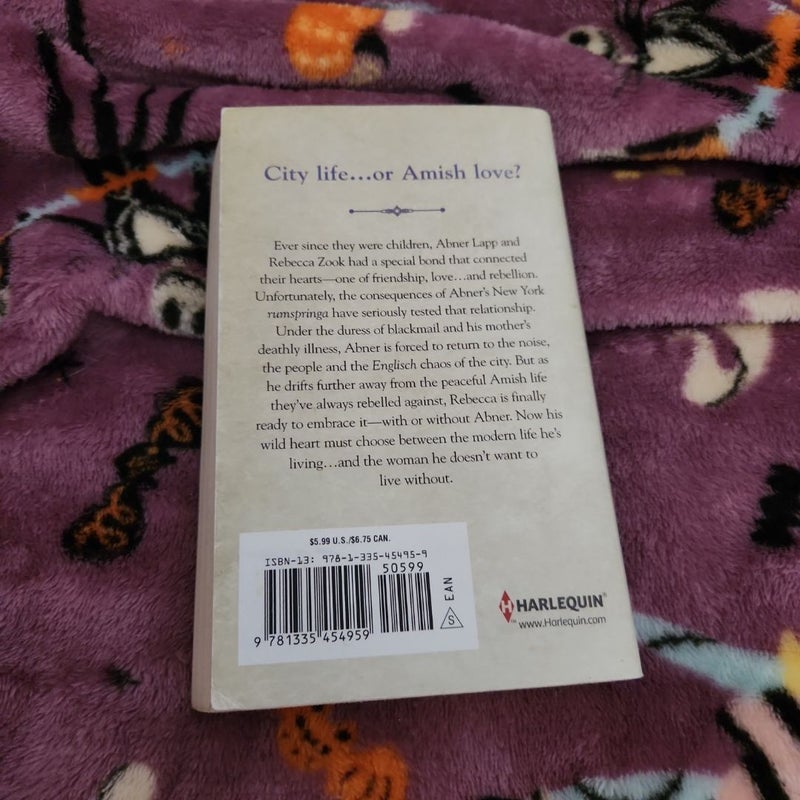 City life...or Amish love?
Ever since they were children, Abner Lapp and
Rebecca Zook had a special bond that connected
their hearts—one of friendship, love...and rebellion.
Unfortunately, the consequences of Abner's New York
rumspringa have seriously tested that relationship.
Under the duress of blackmail and his mother's
deathly illness, Abner is forced to return to the noise,
the people and the Englisch chaos of the city. But as
he drifts further away from the peaceful Amish life
they've always rebelled against, Rebecca is finally
ready to embrace it—with or without Abner. Now his
wild heart must choose between the modern life he's
living...and the woman he doesn't want to
live without.
$5.99 U.S./$6.75 CAN.
ISBN-13: 978-1-335-45495-9
50599
EAN
S
9 781335 454959
H HARLEQUIN®
™ www.Harlequin.com